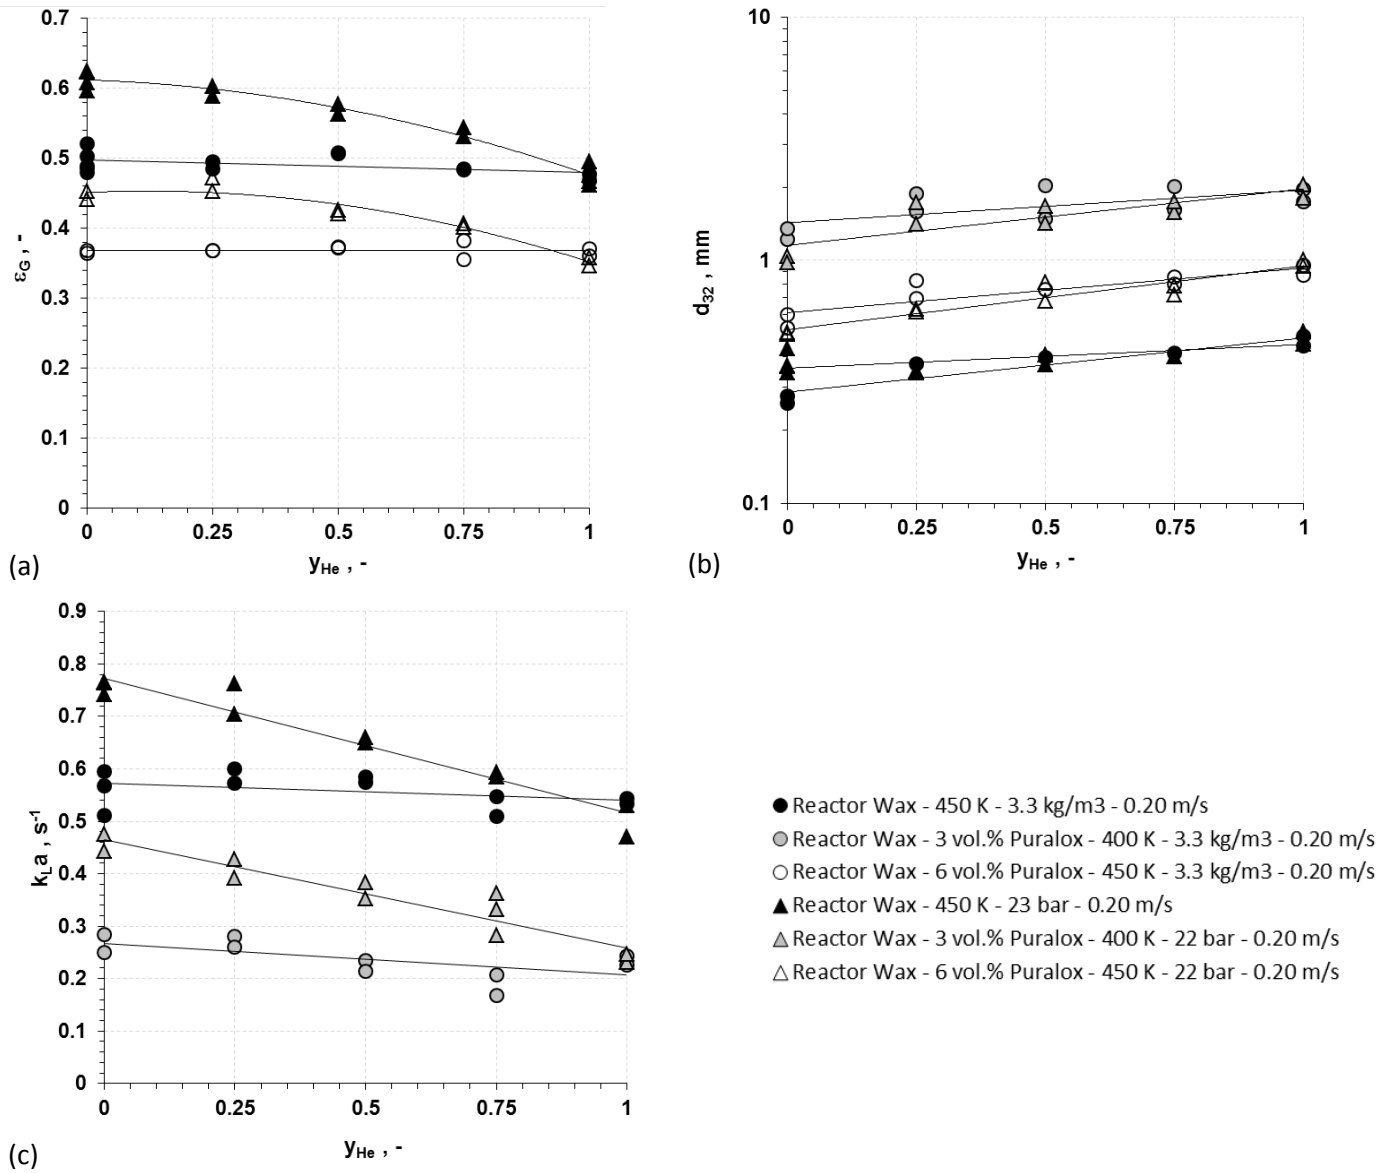 0.7
0.6
0.5
0.4
0.3
0.2
0.1
0
εG , -
0 0.25 0.5 0.75 1
yHe , -
(a)
10
1
0.1
d32 , mm
0 0.25 0.5 0.75 1
yHe , -
(b)
0.9
0.8
0.7
0.6
0.5
0.4
0.3
0.2
0.1
0
kLa , s-1
0 0.25 0.5 0.75 1
yHe , -
(c)
Reactor Wax - 450 K - 3.3 kg/m3 - 0.20 m/s
Reactor Wax - 3 vol.% Puralox - 400 K - 3.3 kg/m3 - 0.20 m/s
Reactor Wax - 6 vol.% Puralox - 450 K - 3.3 kg/m3 - 0.20 m/s
Reactor Wax - 450 K - 23 bar - 0.20 m/s
Reactor Wax - 3 vol.% Puralox - 400 K - 22 bar - 0.20 m/s
Reactor Wax - 6 vol.% Puralox - 450 K - 22 bar - 0.20 m/s